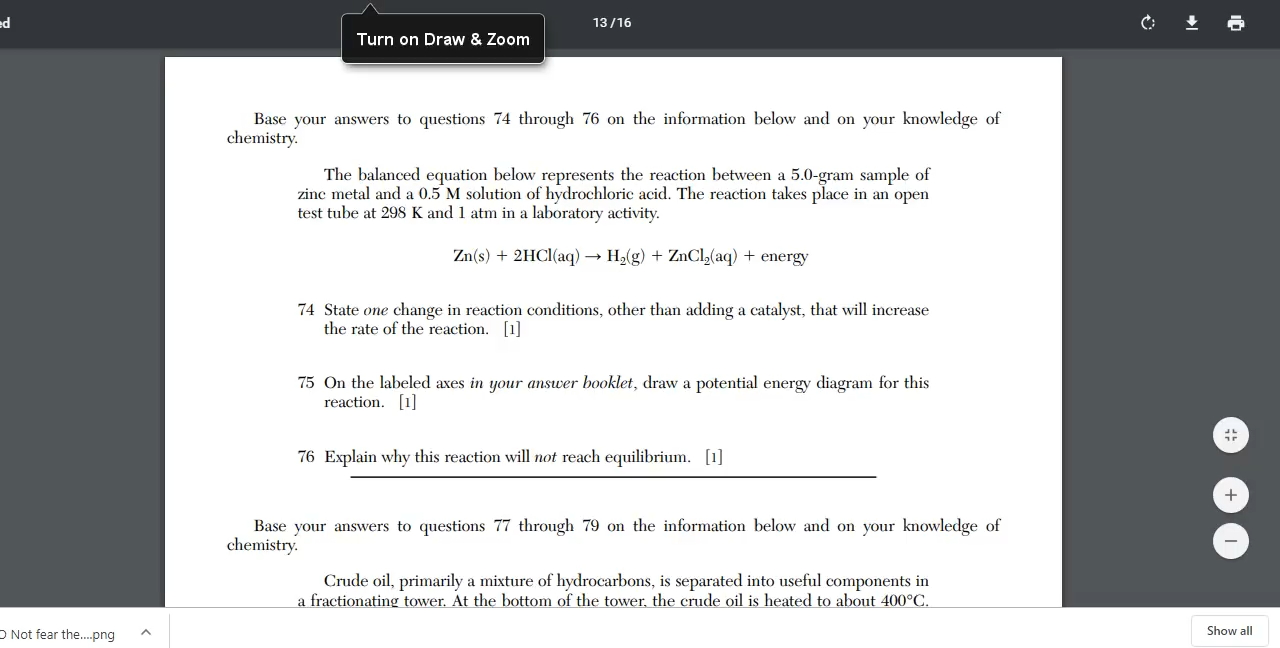 ed
13 / 16
Turn on Draw & Zoom
Base your answers to questions 74 through 76 on the information below and on your knowledge of
chemistry.
The balanced equation below represents the reaction between a 5.0-gram sample of
zinc metal and a 0.5 M solution of hydrochloric acid. The reaction takes place in an open
test tube at 298 K and 1 atm in a laboratory activity.
Zn(s) + 2HCl(aq) → H₂(g) + ZnCl₂(aq) + energy
74 State one change in reaction conditions, other than adding a catalyst, that will increase
the rate of the reaction. [1]
75 On the labeled axes in your answer booklet, draw a potential energy diagram for this
reaction. [1]
76 Explain why this reaction will not reach equilibrium. [1]
Base your answers to questions 77 through 79 on the information below and on your knowledge of
chemistry.
Crude oil, primarily a mixture of hydrocarbons, is separated into useful components in
a fractionating tower. At the bottom of the tower, the crude oil is heated to about 400°C.
O Not fear the....png
Show all